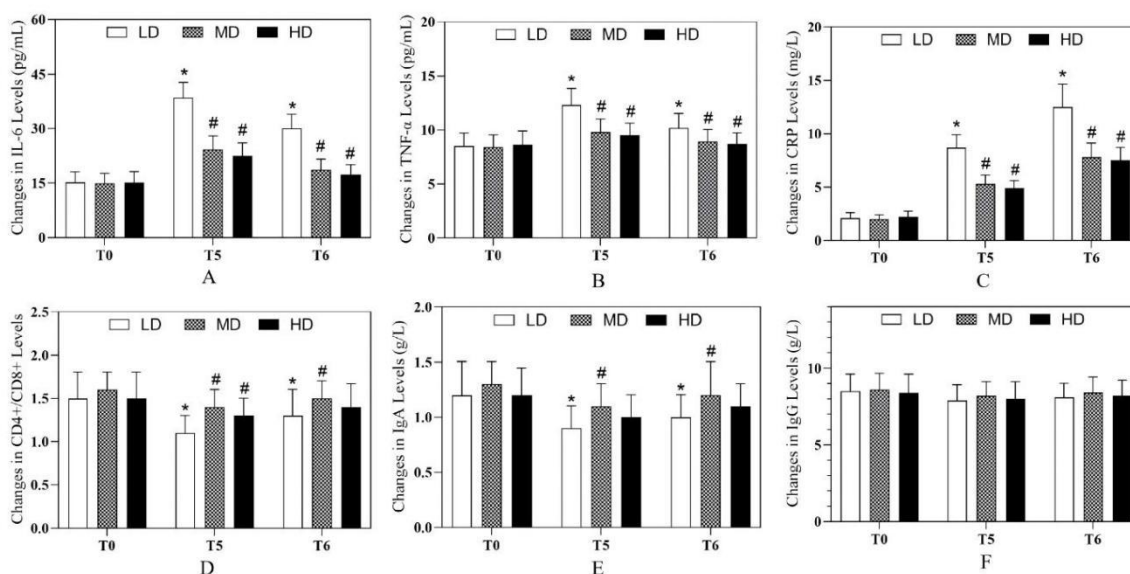 Changes in IL-6 Levels (pg/mL)
60
45
30
15
0
LD MD HD
*
#
#
*
#
#
T0 T5 T6
A
Changes in TNF-α Levels (pg/mL)
20
15
10
5
0
LD MD HD
*
#
#
*
#
#
T0 T5 T6
B
Changes in CRP Levels (mg/L)
20
15
10
5
0
LD MD HD
*
#
#
*
#
#
T0 T5 T6
C
Changes in CD4+/CD8+ Levels
2.5
2.0
1.5
1.0
0.5
0.0
LD MD HD
*
#
#
*
#
T0 T5 T6
D
Changes in IgA Levels (g/L)
2.0
1.5
1.0
0.5
0.0
LD MD HD
*
#
*
#
T0 T5 T6
E
Changes in IgG Levels (g/L)
10
5
0
LD MD HD
T0 T5 T6
F